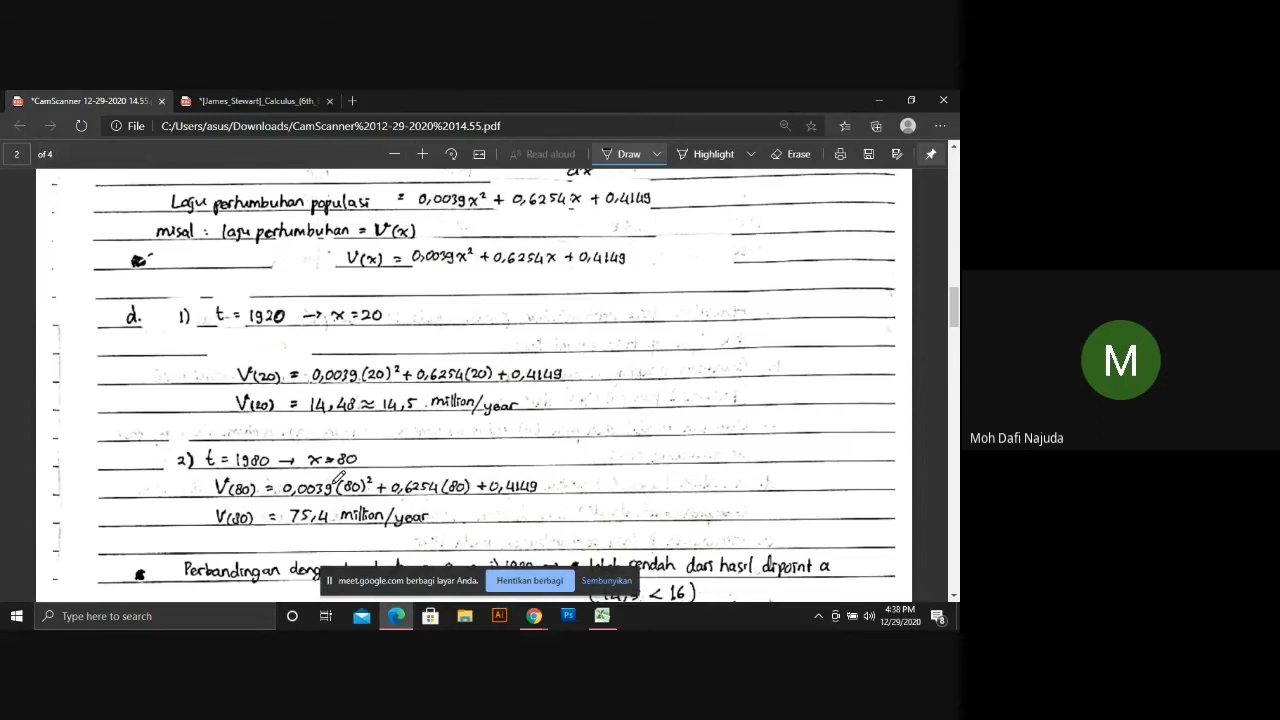 *CamScanner 12-29-2020 14.55.
*[James_Stewart]_Calculus_(6th_
File
C:/Users/asus/Downloads/CamScanner%2012-29-2020%2014.55.pdf
2 of 4
Read aloud
Draw
Highlight
Erase
dx
Laju pertumbuhan populasi = 0,0039x² + 0,6254x + 0,4149
misal : laju pertumbuhan = V(x)
V(x) = 0,0039x² + 0,6254x + 0,4149
d. 1) t = 1920 → x = 20
V(20) = 0,0039(20)² + 0,6254(20) + 0,4149
V(20) = 14,48 ≈ 14,5 million/year
2) t = 1980 → x = 80
V(80) = 0,0039(80)² + 0,6254(80) + 0,4149
V(80) = 75,4 million/year
Perbandingan rendah dari hasil dipoint a
< 16)
meet.google.com berbagi layar Anda.
Hentikan berbagi
Sembunyikan
Moh Dafi Najuda
M
Type here to search
Ai
Ps
4:38 PM
12/29/2020
8